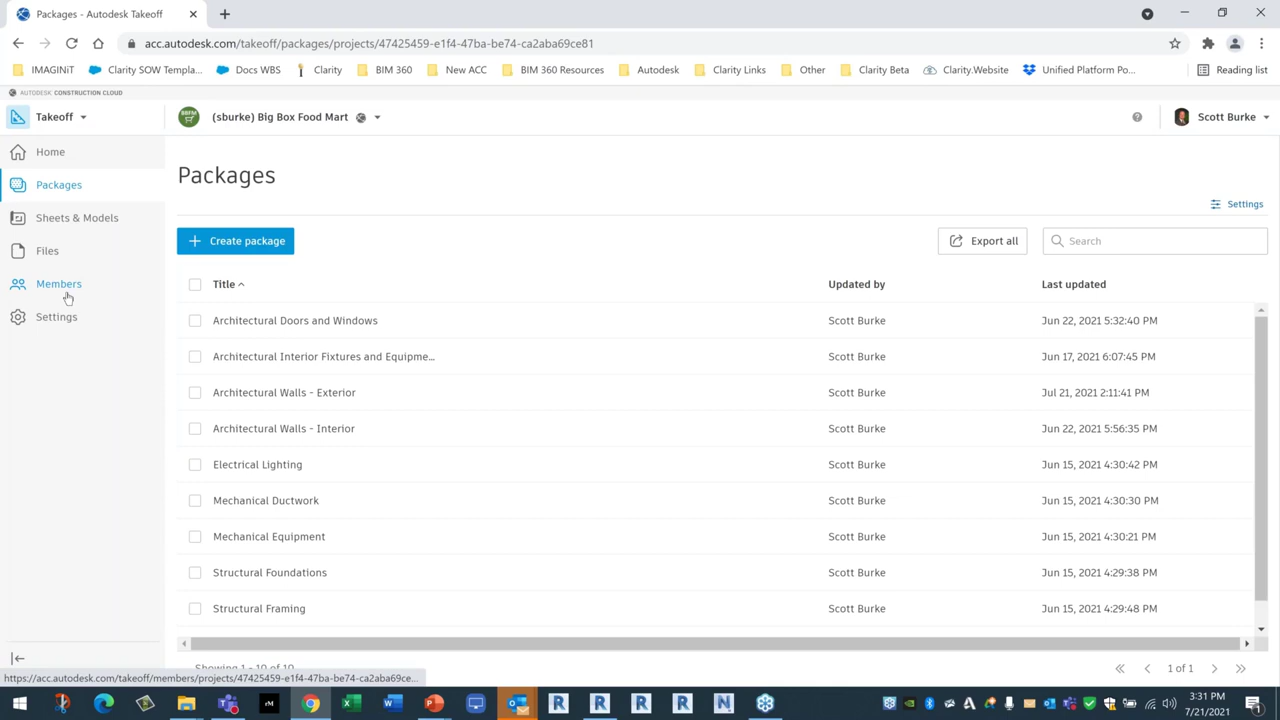 Packages - Autodesk Takeoff
acc.autodesk.com/takeoff/packages/projects/47425459-e1f4-47ba-be74-ca2aba69ce81
IMAGINiT
Clarity SOW Templa...
Docs WBS
Clarity
BIM 360
New ACC
BIM 360 Resources
Autodesk
Clarity Links
Other
Clarity Beta
Clarity.Website
Unified Platform Po...
Reading list
AUTODESK CONSTRUCTION CLOUD
Takeoff
BBFM
(sburke) Big Box Food Mart
Scott Burke
Home
Packages
Sheets & Models
Files
Members
Settings
Packages
Settings
Create package
Export all
Search
Title
Updated by
Last updated
Architectural Doors and Windows
Scott Burke
Jun 22, 2021 5:32:40 PM
Architectural Interior Fixtures and Equipme...
Scott Burke
Jun 17, 2021 6:07:45 PM
Architectural Walls - Exterior
Scott Burke
Jul 21, 2021 2:11:41 PM
Architectural Walls - Interior
Scott Burke
Jun 22, 2021 5:56:35 PM
Electrical Lighting
Scott Burke
Jun 15, 2021 4:30:42 PM
Mechanical Ductwork
Scott Burke
Jun 15, 2021 4:30:30 PM
Mechanical Equipment
Scott Burke
Jun 15, 2021 4:30:21 PM
Structural Foundations
Scott Burke
Jun 15, 2021 4:29:38 PM
Structural Framing
Scott Burke
Jun 15, 2021 4:29:48 PM
Showing 1 - 10 of 10
1 of 1
https://acc.autodesk.com/takeoff/members/projects/47425459-e1f4-47ba-be74-ca2aba69ce...
3:31 PM
7/21/2021